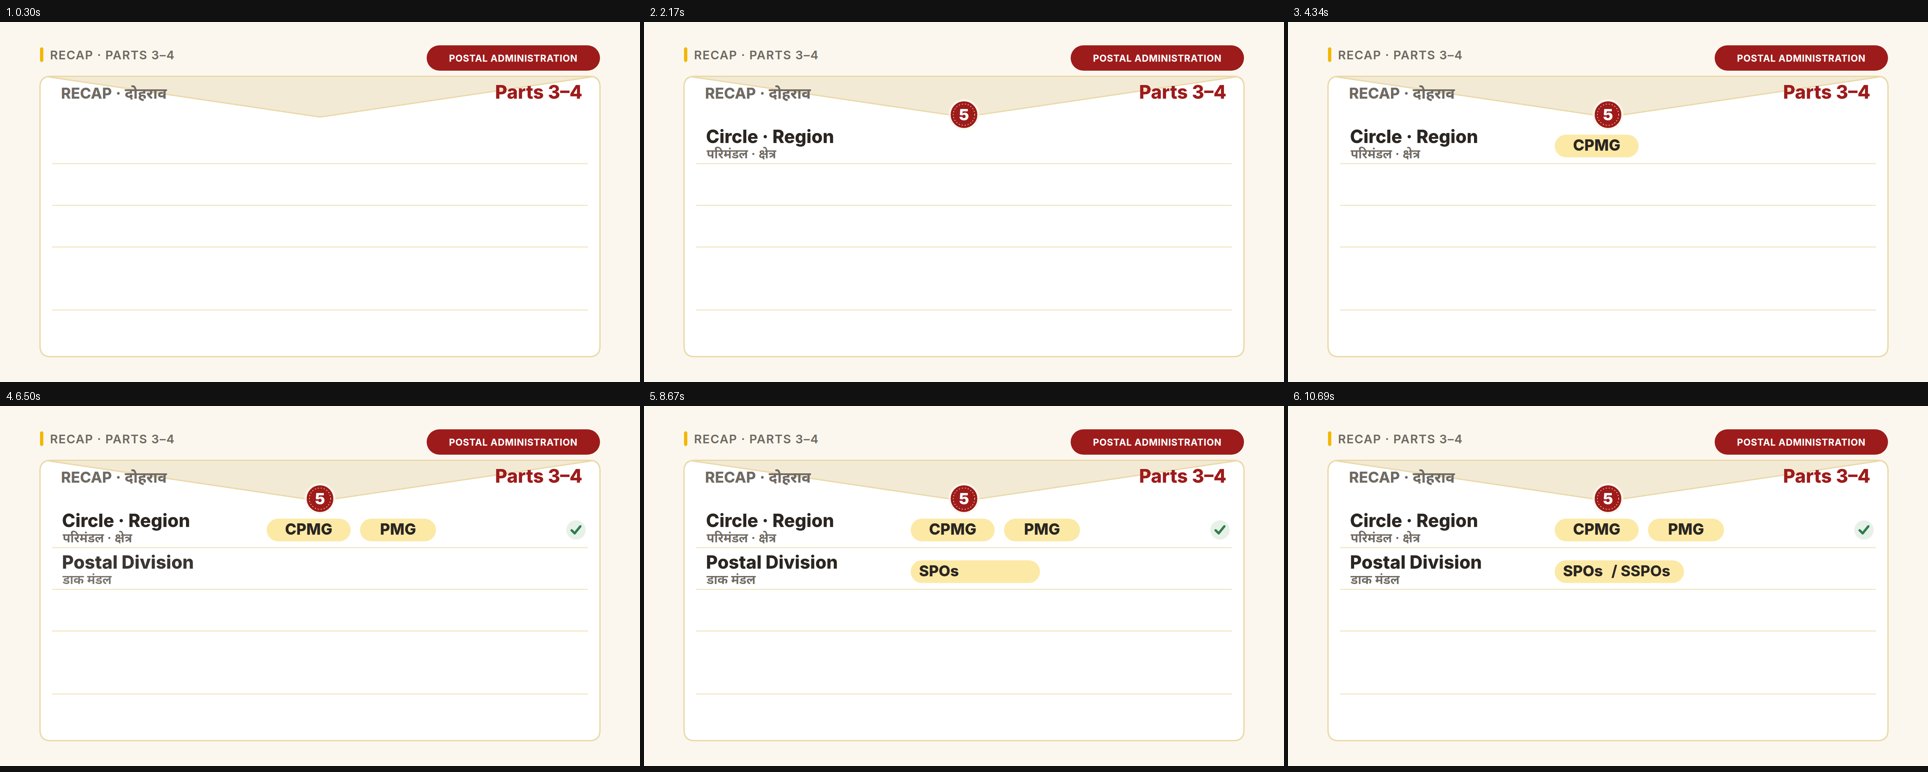 1. 0.30s
RECAP · PARTS 3–4
POSTAL ADMINISTRATION
RECAP · दोहराव
Parts 3–4
2. 2.17s
RECAP · PARTS 3–4
POSTAL ADMINISTRATION
RECAP · दोहराव
Parts 3–4
5
Circle · Region
परिमंडल · क्षेत्र
3. 4.34s
RECAP · PARTS 3–4
POSTAL ADMINISTRATION
RECAP · दोहराव
Parts 3–4
5
Circle · Region
परिमंडल · क्षेत्र
CPMG
4. 6.50s
RECAP · PARTS 3–4
POSTAL ADMINISTRATION
RECAP · दोहराव
Parts 3–4
5
Circle · Region
परिमंडल · क्षेत्र
CPMG
PMG
Postal Division
डाक मंडल
5. 8.67s
RECAP · PARTS 3–4
POSTAL ADMINISTRATION
RECAP · दोहराव
Parts 3–4
5
Circle · Region
परिमंडल · क्षेत्र
CPMG
PMG
Postal Division
डाक मंडल
SPOs
6. 10.69s
RECAP · PARTS 3–4
POSTAL ADMINISTRATION
RECAP · दोहराव
Parts 3–4
5
Circle · Region
परिमंडल · क्षेत्र
CPMG
PMG
Postal Division
डाक मंडल
SPOs / SSPOs